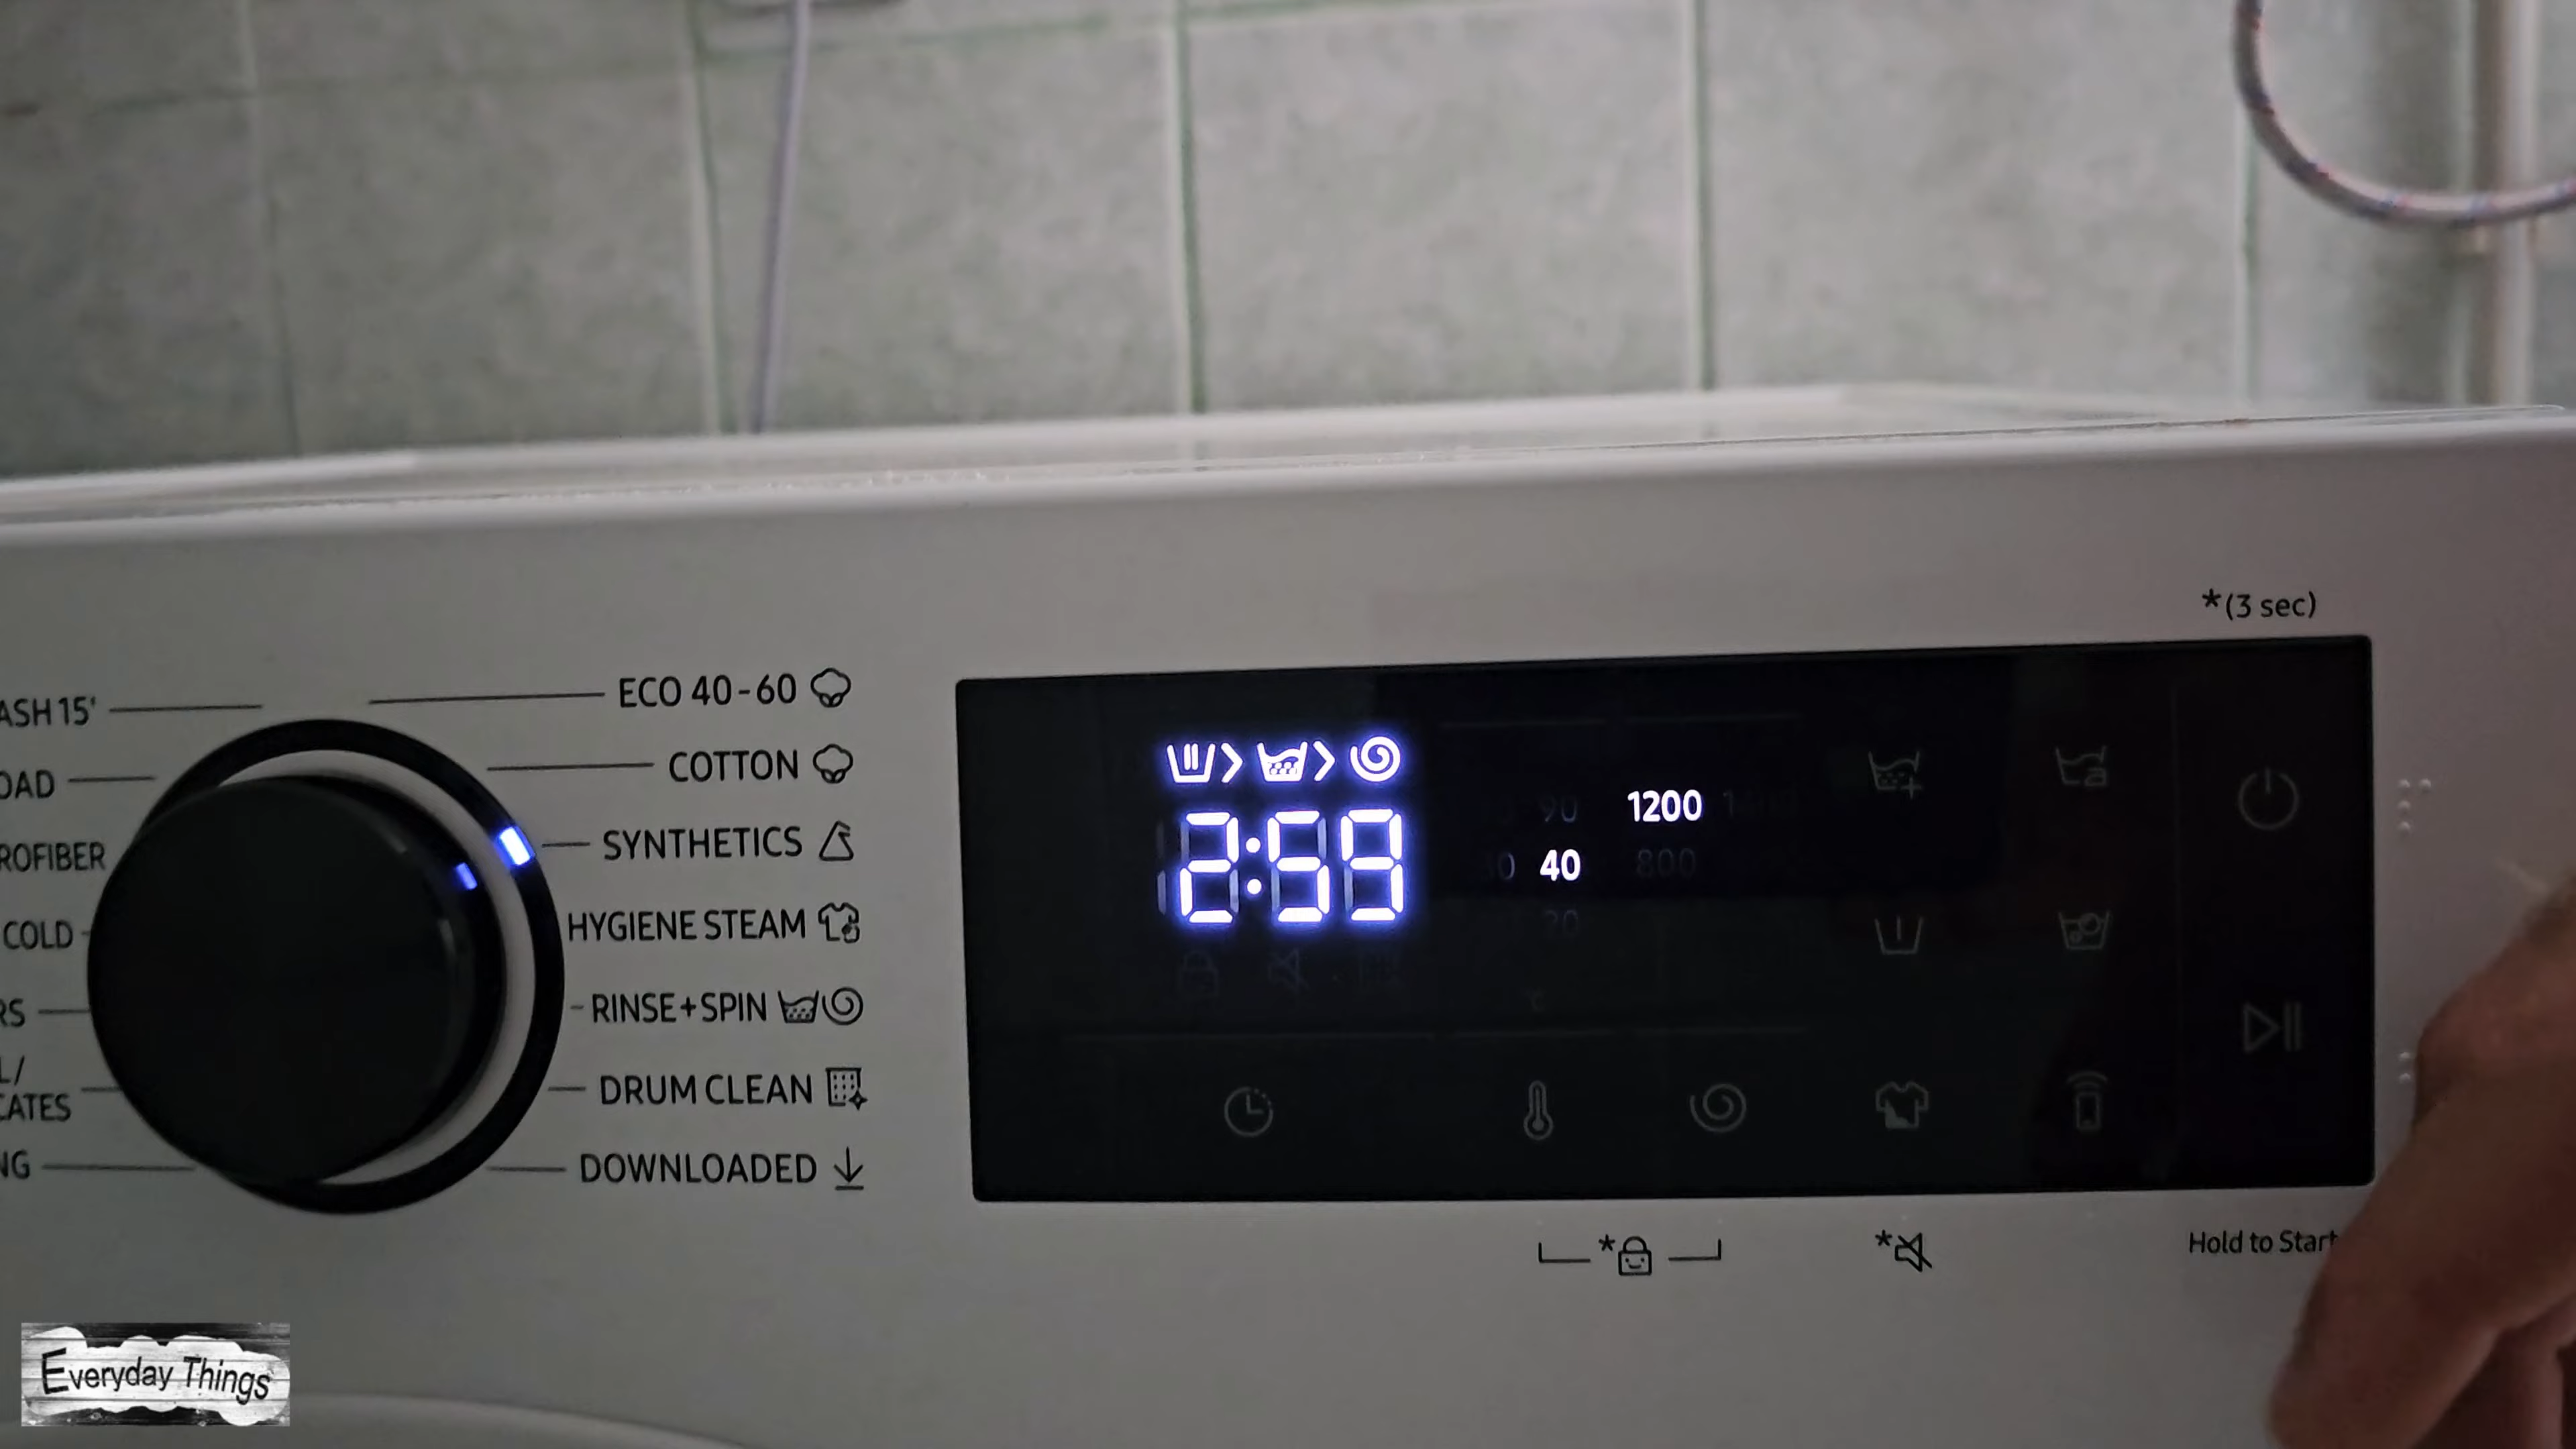 *(3 sec)
ASH 15'
OAD
ROFIBER
COLD
RS
L/
CATES
NG
ECO 40-60
COTTON
SYNTHETICS
HYGIENE STEAM
RINSE+SPIN
DRUM CLEAN
DOWNLOADED
2:59
90
40
20
1200
800
*
*
Hold to Start
Everyday Things